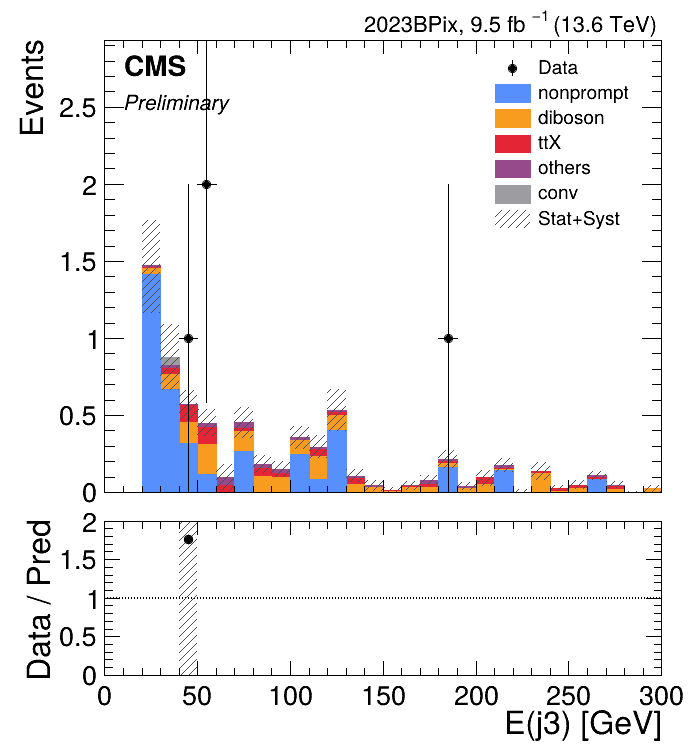 2023BPix, 9.5 fb⁻¹ (13.6 TeV)
Events
CMS
Preliminary
Data
nonprompt
diboson
ttX
others
conv
Stat+Syst
2.5
2
1.5
1
0.5
0
Data / Pred
2
1.5
1
0.5
0
0 50 100 150 200 250 300
E(j3) [GeV]